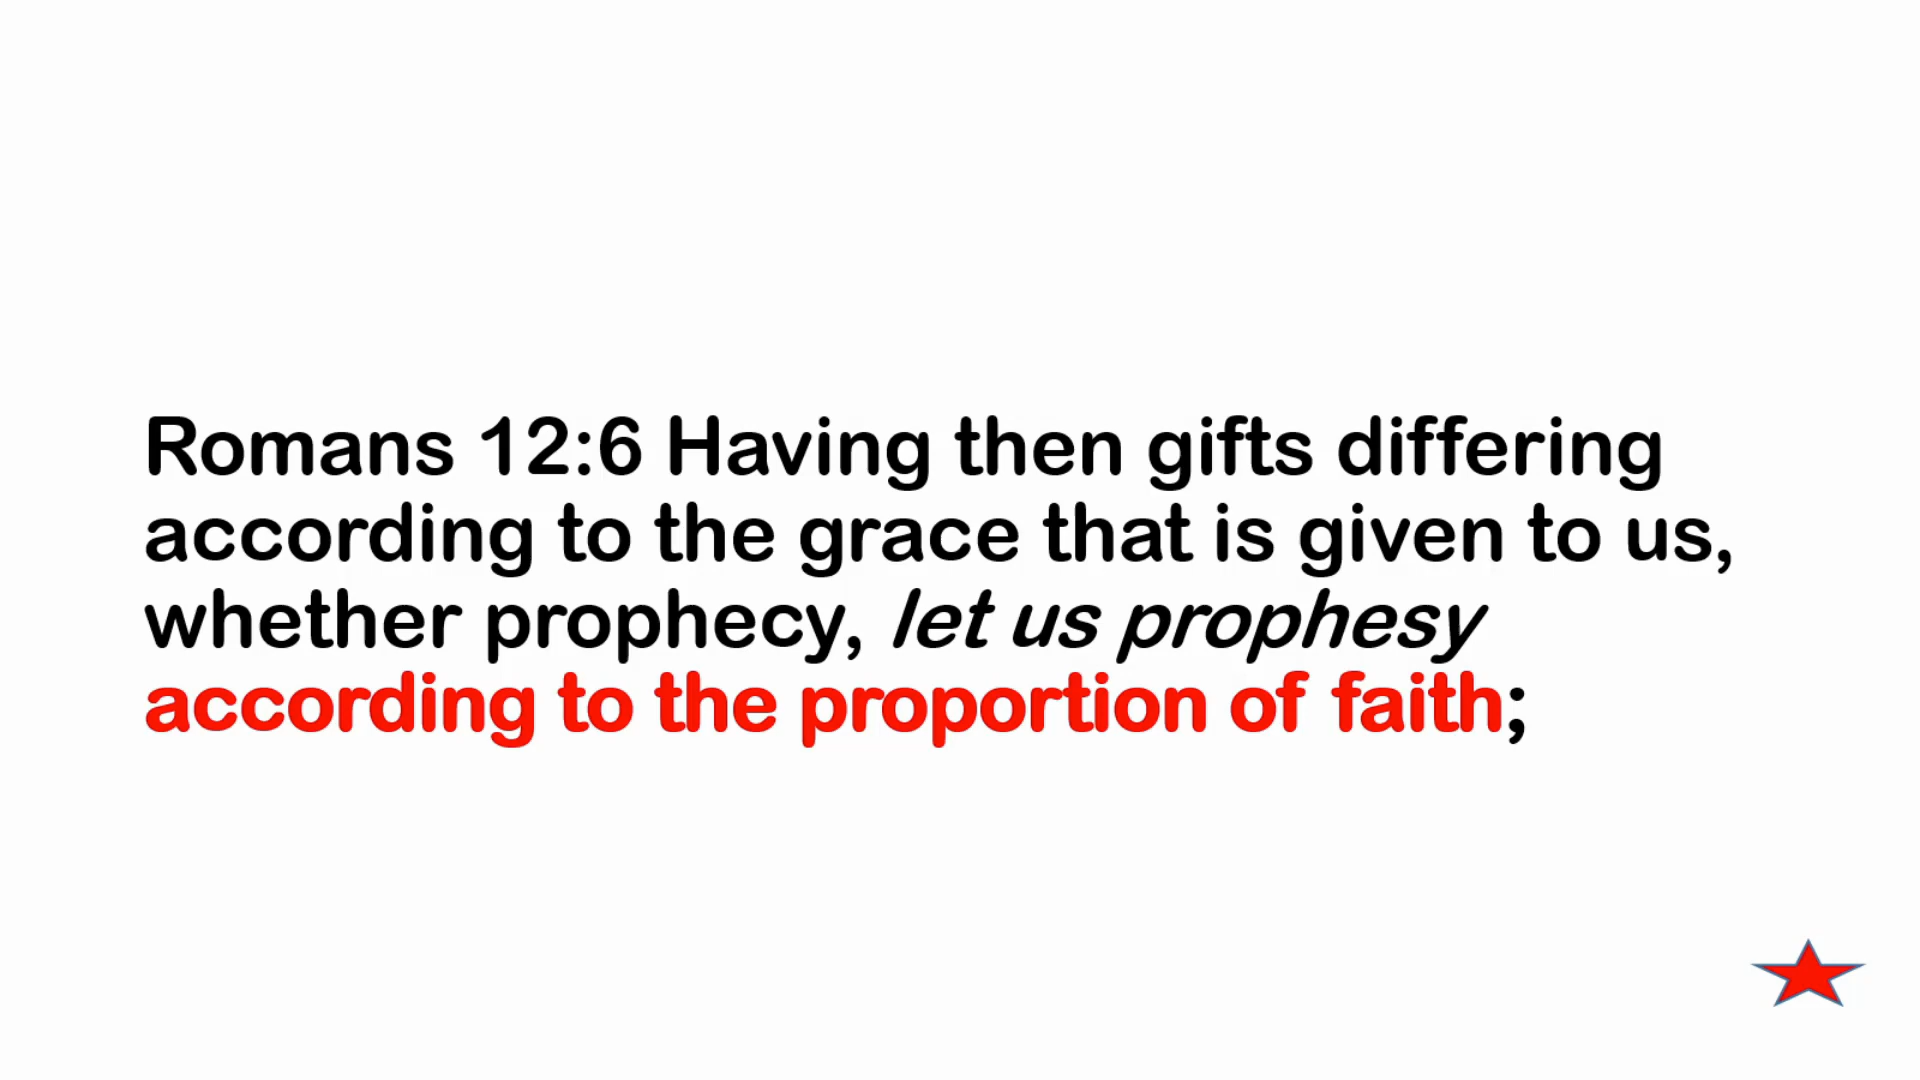 Romans 12:6 Having then gifts differing
according to the grace that is given to us,
whether prophecy, let us prophesy
according to the proportion of faith;